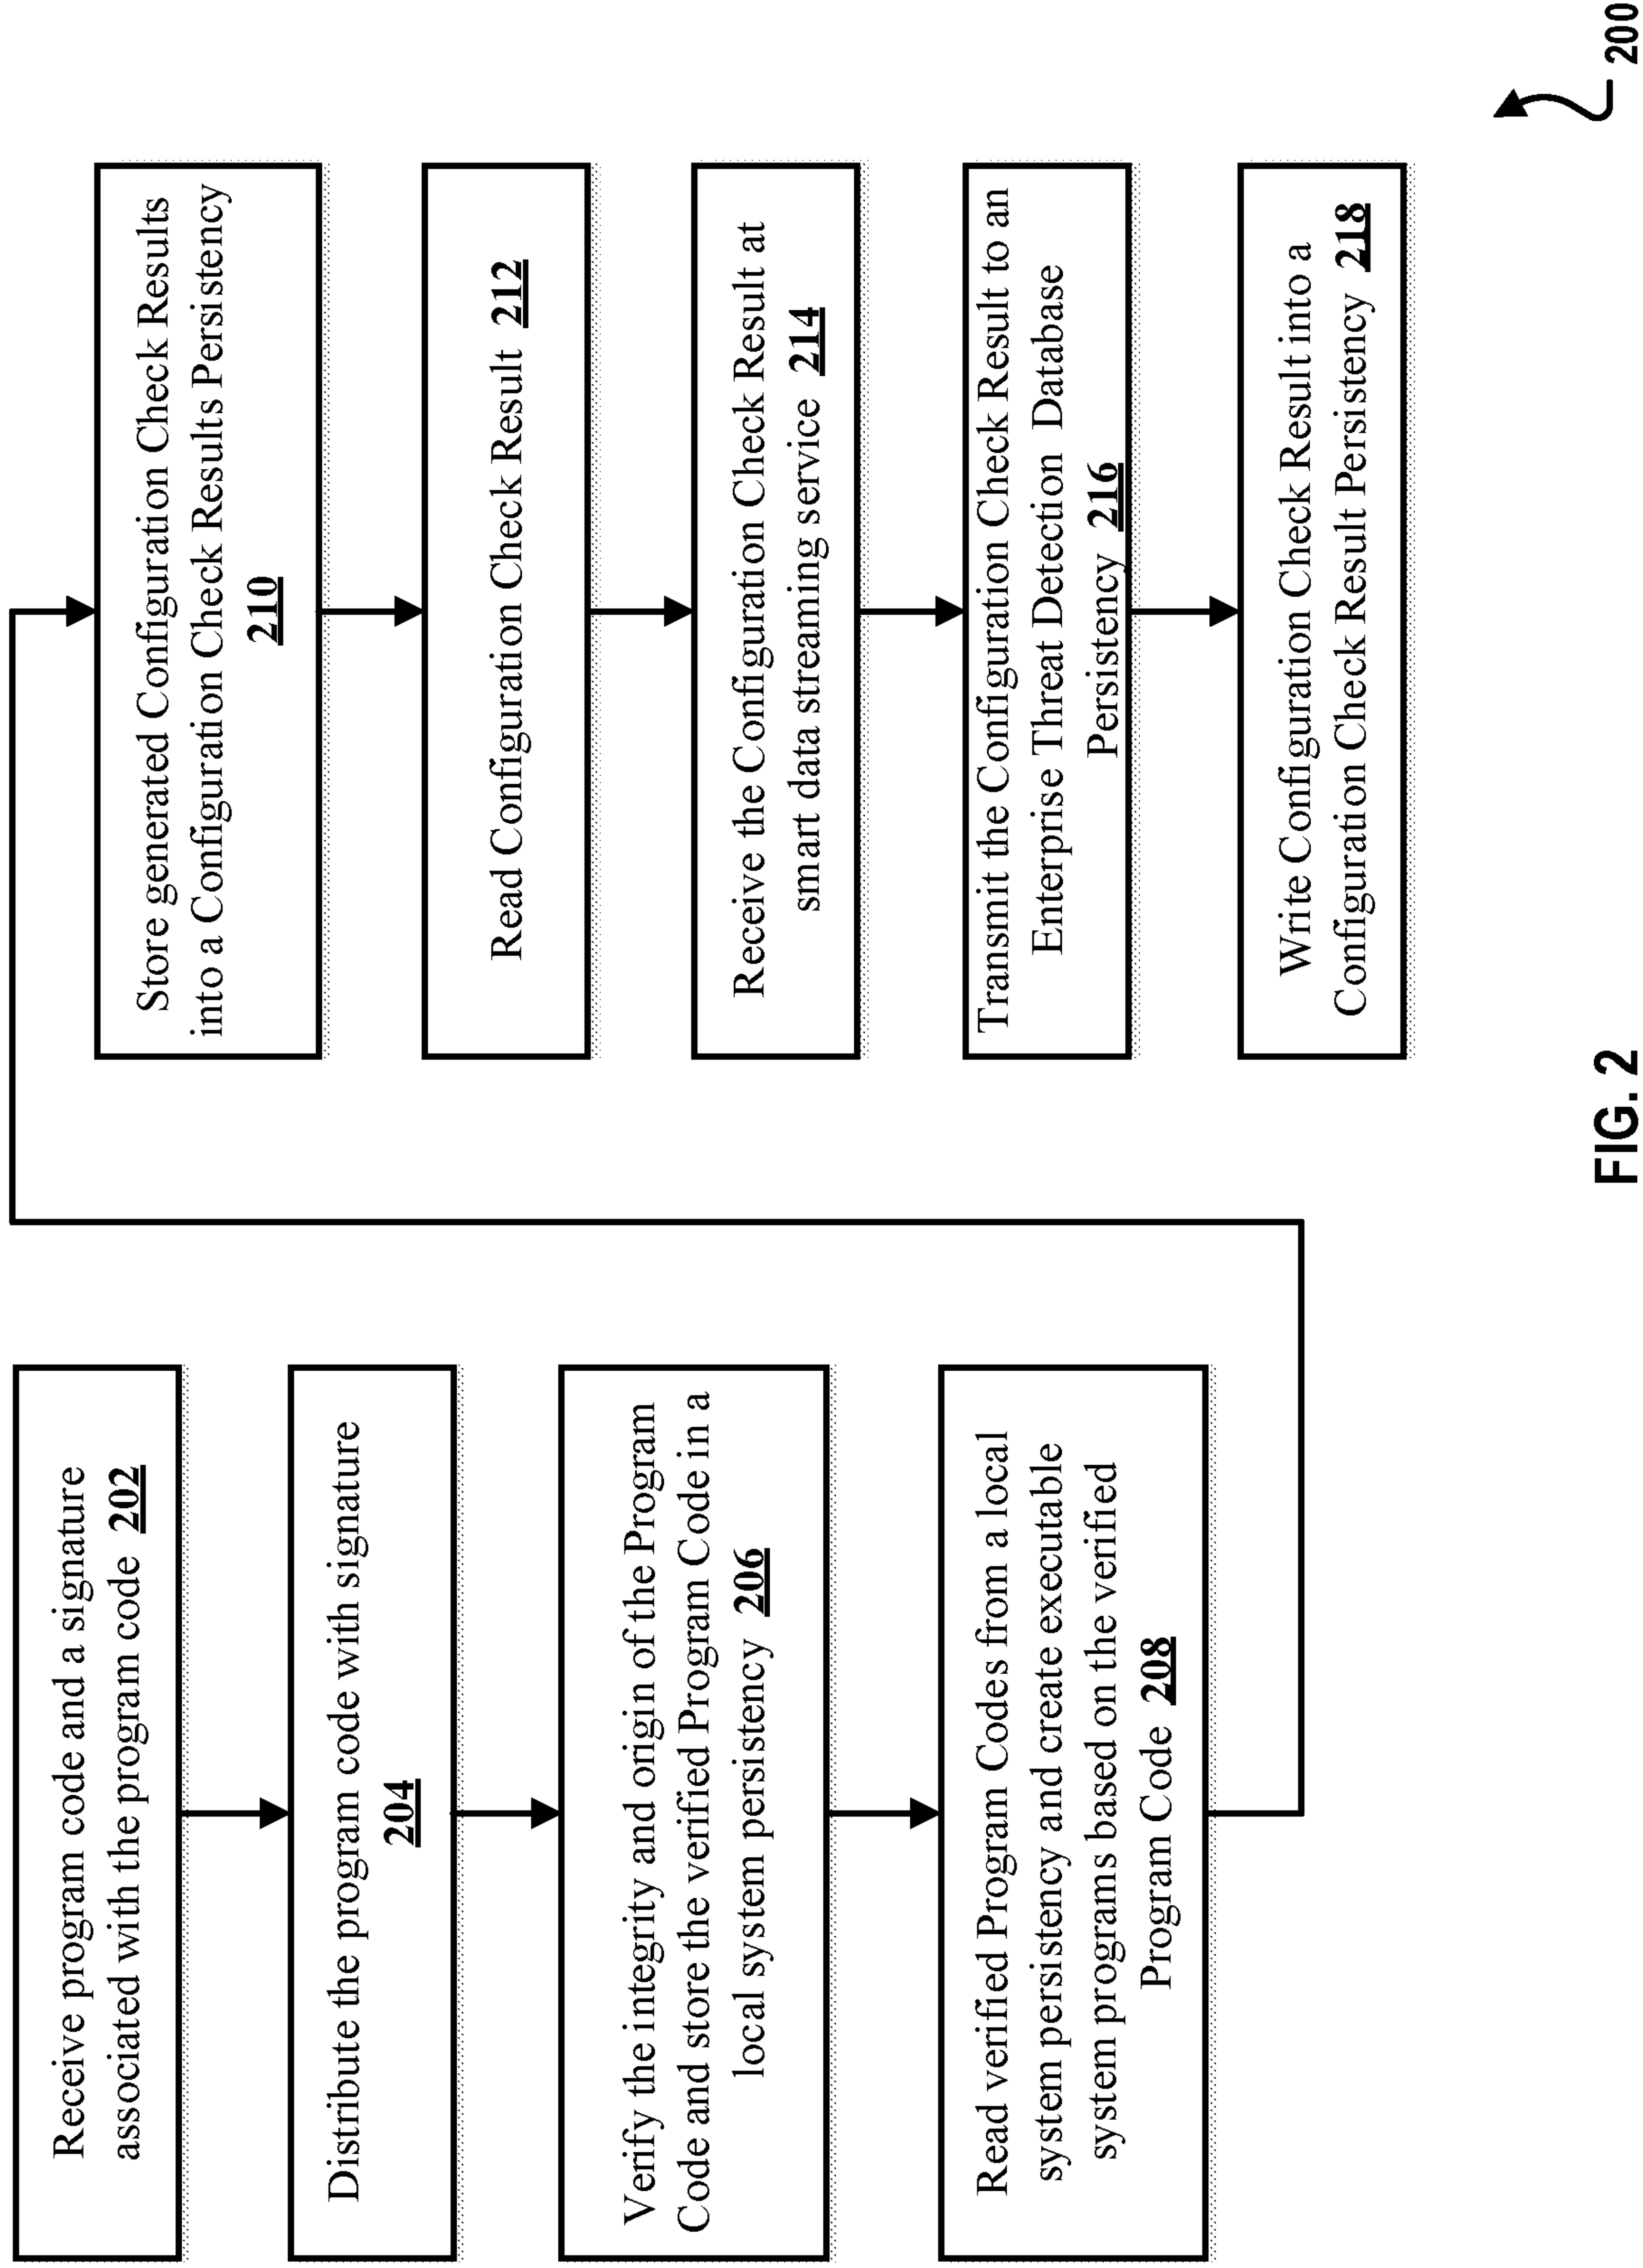 Receive program code and a signature
associated with the program code 202
Distribute the program code with signature
204
Verify the integrity and origin of the Program
Code and store the verified Program Code in a
local system persistency 206
Read verified Program Codes from a local
system persistency and create executable
system programs based on the verified
Program Code 208
Store generated Configuration Check Results
into a Configuration Check Results Persistency
210
Read Configuration Check Result 212
Receive the Configuration Check Result at
smart data streaming service 214
Transmit the Configuration Check Result to an
Enterprise Threat Detection Database
Persistency 216
Write Configuration Check Result into a
Configuration Check Result Persistency 218
200
FIG. 2